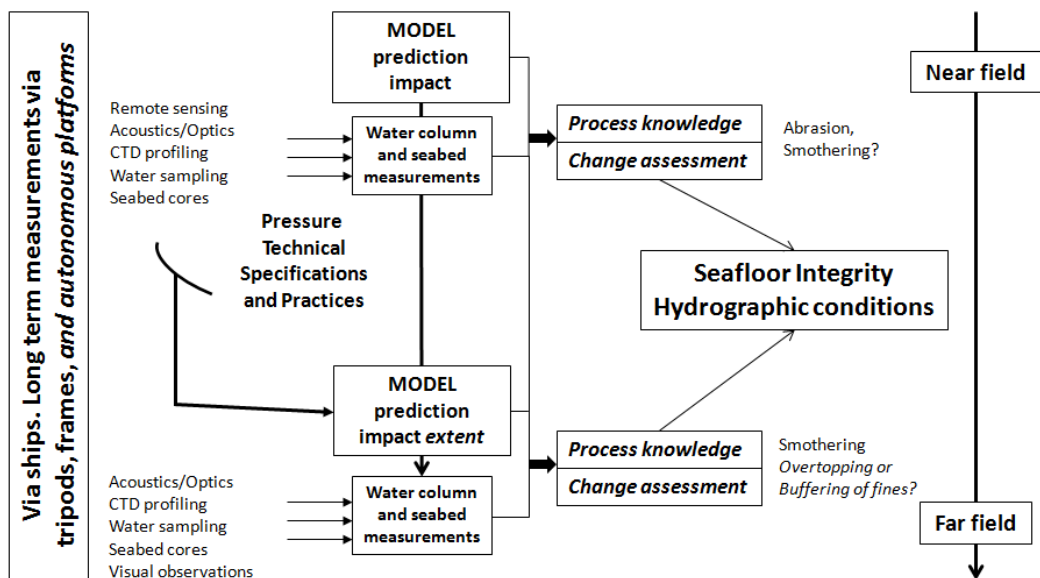 Via ships. Long term measurements via
tripods, frames, and autonomous platforms
MODEL
prediction
impact
Near field
Remote sensing
Acoustics/Optics
CTD profiling
Water sampling
Seabed cores
Water column
and seabed
measurements
Process knowledge
Change assessment
Abrasion,
Smothering?
Pressure
Technical
Specifications
and Practices
Seafloor Integrity
Hydrographic conditions
MODEL
prediction
impact extent
Process knowledge
Change assessment
Smothering
Overtopping or
Buffering of fines?
Acoustics/Optics
CTD profiling
Water sampling
Seabed cores
Visual observations
Water column
and seabed
measurements
Far field